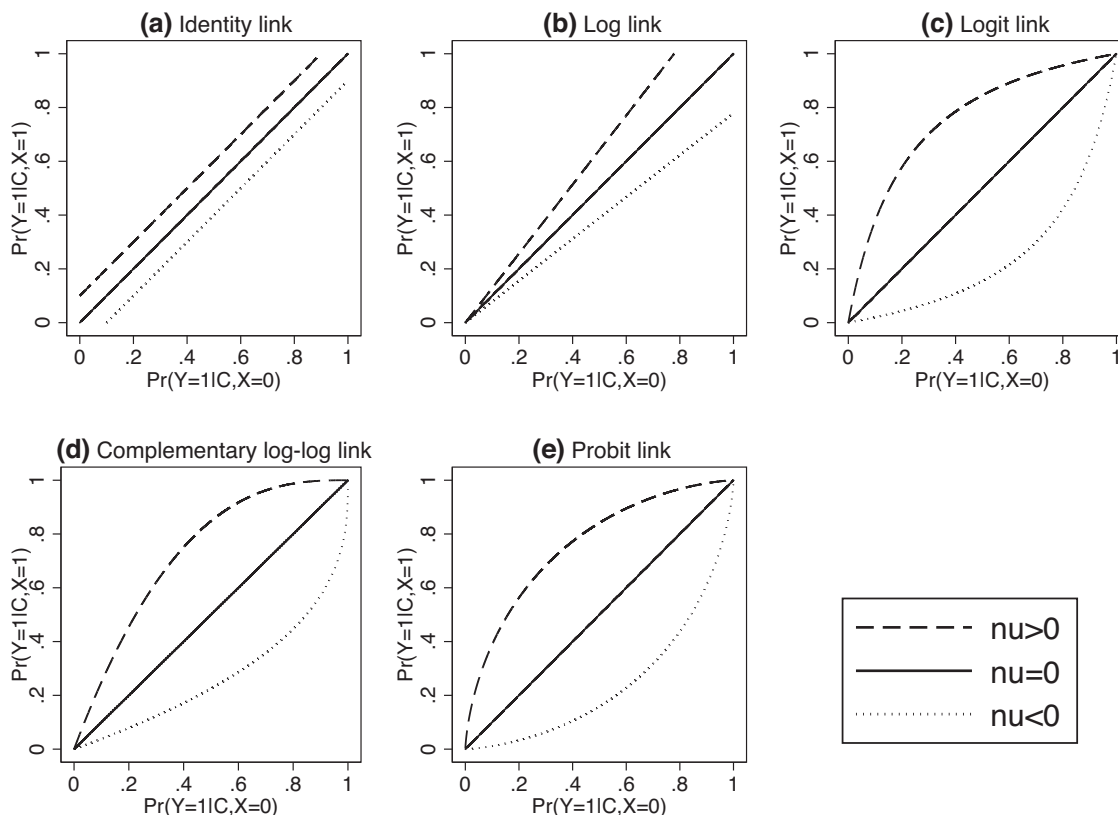 (a) Identity link
Pr(Y=1|C,X=1)
0 .2 .4 .6 .8 1
0 .2 .4 .6 .8 1
Pr(Y=1|C,X=0)
(b) Log link
Pr(Y=1|C,X=1)
0 .2 .4 .6 .8 1
0 .2 .4 .6 .8 1
Pr(Y=1|C,X=0)
(c) Logit link
Pr(Y=1|C,X=1)
0 .2 .4 .6 .8 1
0 .2 .4 .6 .8 1
Pr(Y=1|C,X=0)
(d) Complementary log-log link
Pr(Y=1|C,X=1)
0 .2 .4 .6 .8 1
0 .2 .4 .6 .8 1
Pr(Y=1|C,X=0)
(e) Probit link
Pr(Y=1|C,X=1)
0 .2 .4 .6 .8 1
0 .2 .4 .6 .8 1
Pr(Y=1|C,X=0)
nu>0
nu=0
nu<0